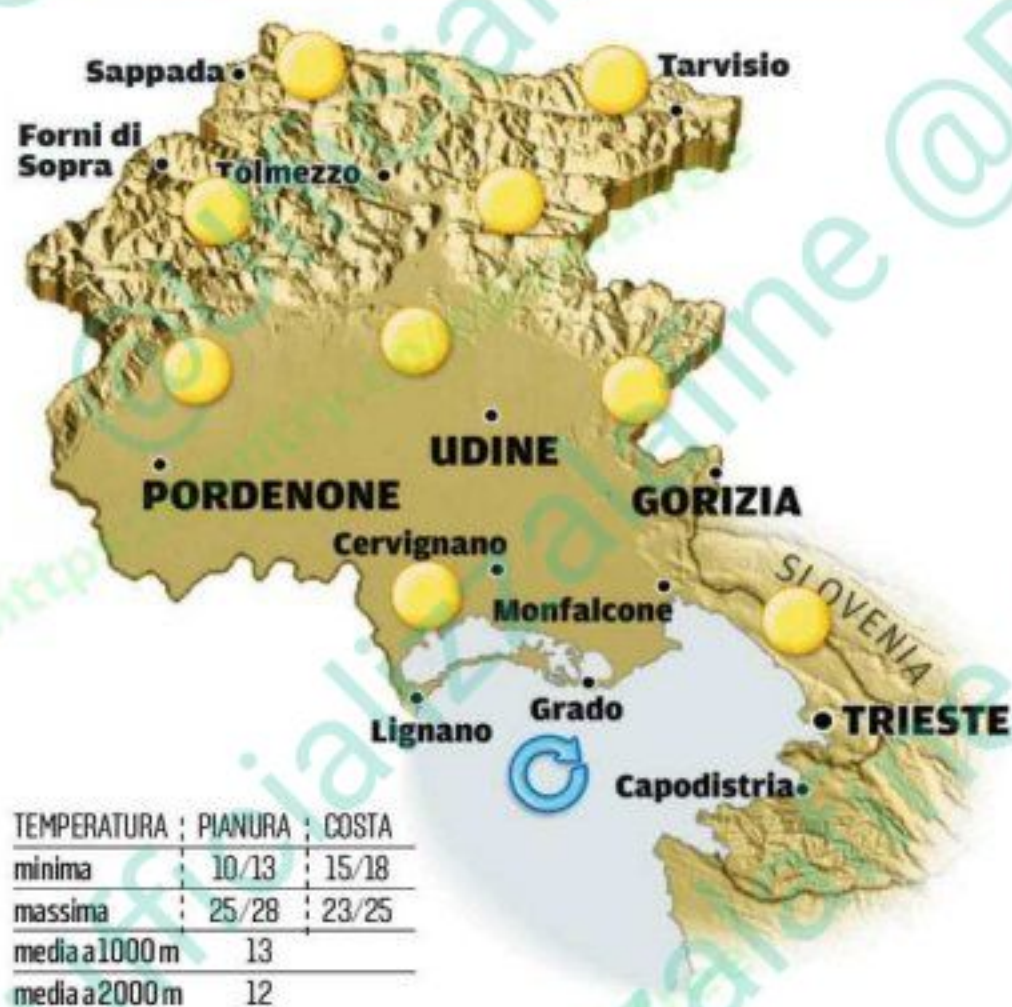 Sappada
Tarvisio
Forni di
Sopra
Tolmezzo
UDINE
PORDENONE
GORIZIA
Cervignano
SLOVENIA
Monfalcone
Grado
Lignano
TRIESTE
Capodistria
TEMPERATURA PIANURA COSTA
minima 10/13 15/18
massima 25/28 23/25
media a 1000 m 13
media a 2000 m 12